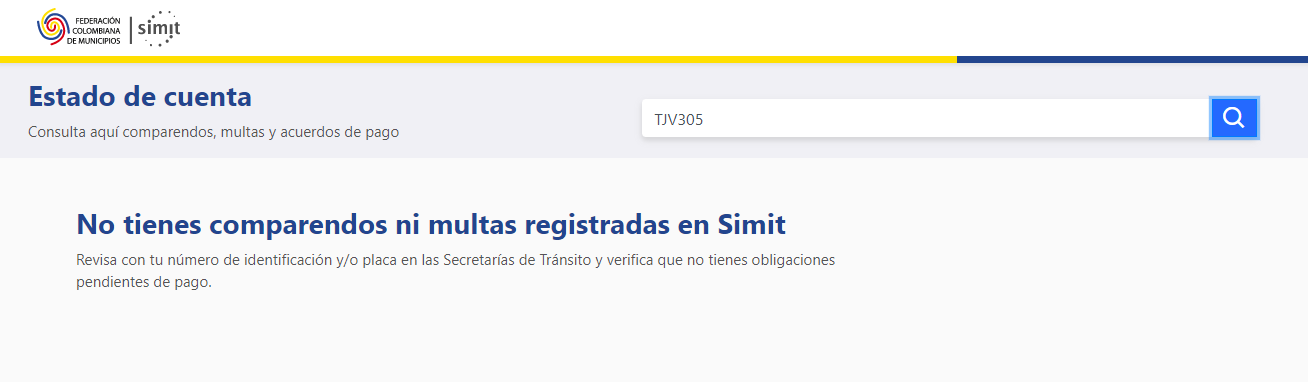 FEDERACIÓN
COLOMBIANA
DE MUNICIPIOS
simit
Estado de cuenta
Consulta aquí comparendos, multas y acuerdos de pago
TJV305
No tienes comparendos ni multas registradas en Simit
Revisa con tu número de identificación y/o placa en las Secretarías de Tránsito y verifica que no tienes obligaciones
pendientes de pago.